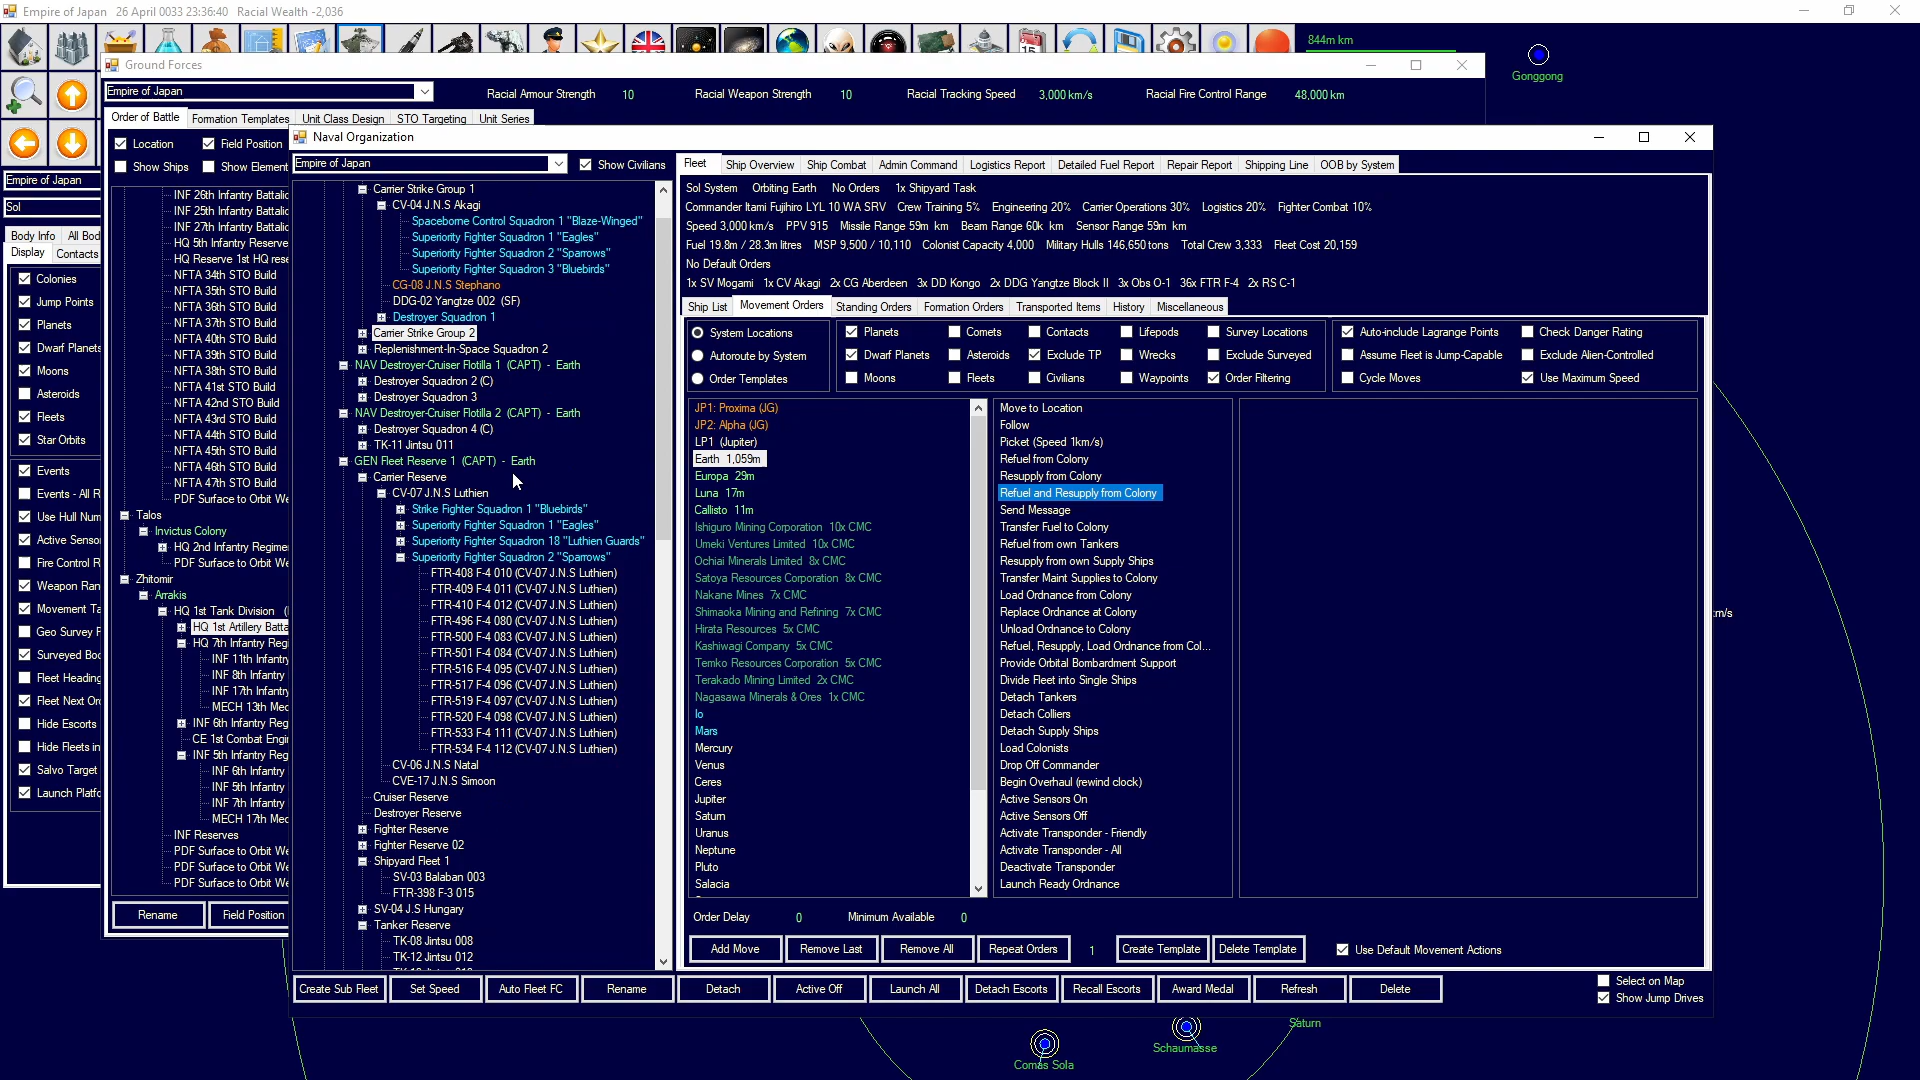 Empire of Japan   26 April 0033 23:36:40   Racial Wealth -2,036
844m km
Gonggong
Ground Forces
Empire of Japan
Racial Armour Strength   10   Racial Weapon Strength   10   Racial Tracking Speed   3,000 km/s   Racial Fire Control Range   48,000 km
Order of Battle   Formation Templates   Unit Class Design   STO Targeting   Unit Series
Location   Field Position
Show Ships   Show Element
Empire of Japan
Sol
Body Info   All Bod
Display   Contacts
Colonies
Jump Points
Planets
Dwarf Planets
Moons
Asteroids
Fleets
Star Orbits
Events
Events - All R
Use Hull Num
Active Senso
Fire Control R
Weapon Ran
Movement Ta
Geo Survey P
Surveyed Bod
Fleet Heading
Fleet Next Or
Hide Escorts
Hide Fleets in
Salvo Target
Launch Platfo
INF 26th Infantry Battalic
INF 25th Infantry Battalic
INF 27th Infantry Battalic
HQ 5th Infantry Reserve
HQ Reserve 1st HQ rese
NFTA 34th STO Build
NFTA 35th STO Build
NFTA 36th STO Build
NFTA 37th STO Build
NFTA 40th STO Build
NFTA 39th STO Build
NFTA 38th STO Build
NFTA 41st STO Build
NFTA 42nd STO Build
NFTA 43rd STO Build
NFTA 44th STO Build
NFTA 45th STO Build
NFTA 46th STO Build
NFTA 47th STO Build
PDF Surface to Orbit We
Talos
Invictus Colony
HQ 2nd Infantry Regime
PDF Surface to Orbit We
Zhitomir
Arrakis
HQ 1st Tank Division (
HQ 1st Artillery Batta
HQ 7th Infantry Reg
INF 11th Infantry
INF 8th Infantry
INF 17th Infantry
MECH 13th Mec
INF 6th Infantry Reg
CE 1st Combat Engi
INF 5th Infantry Reg
INF 6th Infantry
INF 5th Infantry
INF 7th Infantry
MECH 17th Mec
INF Reserves
PDF Surface to Orbit We
PDF Surface to Orbit We
PDF Surface to Orbit We
Rename   Field Position
Naval Organization
Empire of Japan   Show Civilians
Carrier Strike Group 1
CV-04 J.N.S Akagi
Spaceborne Control Squadron 1 "Blaze-Winged"
Superiority Fighter Squadron 1 "Eagles"
Superiority Fighter Squadron 2 "Sparrows"
Superiority Fighter Squadron 3 "Bluebirds"
CG-08 J.N.S Stephano
DDG-02 Yangtze 002 (SF)
Destroyer Squadron 1
Carrier Strike Group 2
Replenishment-In-Space Squadron 2
NAV Destroyer-Cruiser Flotilla 1 (CAPT) - Earth
Destroyer Squadron 2 (C)
Destroyer Squadron 3
NAV Destroyer-Cruiser Flotilla 2 (CAPT) - Earth
Destroyer Squadron 4 (C)
TK-11 Jintsu 011
GEN Fleet Reserve 1 (CAPT) - Earth
Carrier Reserve
CV-07 J.N.S Luthien
Strike Fighter Squadron 1 "Bluebirds"
Superiority Fighter Squadron 1 "Eagles"
Superiority Fighter Squadron 18 "Luthien Guards"
Superiority Fighter Squadron 2 "Sparrows"
FTR-408 F-4 010 (CV-07 J.N.S Luthien)
FTR-409 F-4 011 (CV-07 J.N.S Luthien)
FTR-410 F-4 012 (CV-07 J.N.S Luthien)
FTR-496 F-4 080 (CV-07 J.N.S Luthien)
FTR-500 F-4 083 (CV-07 J.N.S Luthien)
FTR-501 F-4 084 (CV-07 J.N.S Luthien)
FTR-516 F-4 095 (CV-07 J.N.S Luthien)
FTR-517 F-4 096 (CV-07 J.N.S Luthien)
FTR-519 F-4 097 (CV-07 J.N.S Luthien)
FTR-520 F-4 098 (CV-07 J.N.S Luthien)
FTR-533 F-4 111 (CV-07 J.N.S Luthien)
FTR-534 F-4 112 (CV-07 J.N.S Luthien)
CV-06 J.N.S Natal
CVE-17 J.N.S Simoon
Cruiser Reserve
Destroyer Reserve
Fighter Reserve
Fighter Reserve 02
Shipyard Fleet 1
SV-03 Balaban 003
FTR-398 F-3 015
SV-04 J.S Hungary
Tanker Reserve
TK-08 Jintsu 008
TK-12 Jintsu 012
Fleet   Ship Overview   Ship Combat   Admin Command   Logistics Report   Detailed Fuel Report   Repair Report   Shipping Line   OOB by System
Sol System   Orbiting Earth   No Orders   1x Shipyard Task
Commander Itami Fujihiro LYL 10 WA SRV   Crew Training 5%   Engineering 20%   Carrier Operations 30%   Logistics 20%   Fighter Combat 10%
Speed 3,000 km/s   PPV 915   Missile Range 59m km   Beam Range 60k km   Sensor Range 59m km
Fuel 19.8m / 28.3m litres   MSP 9,500 / 10,110   Colonist Capacity 4,000   Military Hulls 146,650 tons   Total Crew 3,333   Fleet Cost 20,159
No Default Orders
1x SV Mogami   1x CV Akagi   2x CG Aberdeen   3x DD Kongo   2x DDG Yangtze Block II   3x Obs O-1   36x FTR F-4   2x RS C-1
Ship List   Movement Orders   Standing Orders   Formation Orders   Transported Items   History   Miscellaneous
System Locations   Planets   Comets   Contacts   Lifepods   Survey Locations   Auto-include Lagrange Points   Check Danger Rating
Autoroute by System   Dwarf Planets   Asteroids   Exclude TP   Wrecks   Exclude Surveyed   Assume Fleet is Jump-Capable   Exclude Alien-Controlled
Order Templates   Moons   Fleets   Civilians   Waypoints   Order Filtering   Cycle Moves   Use Maximum Speed
JP1: Proxima (JG)
JP2: Alpha (JG)
LP1 (Jupiter)
Earth 1,059m
Europa 29m
Luna 17m
Callisto 11m
Ishiguro Mining Corporation 10x CMC
Umeki Ventures Limited 10x CMC
Ochiai Minerals Limited 8x CMC
Satoya Resources Corporation 8x CMC
Nakane Mines 7x CMC
Shimaoka Mining and Refining 7x CMC
Hirata Resources 5x CMC
Kashiwagi Company 5x CMC
Temko Resources Corporation 5x CMC
Terakado Mining Limited 2x CMC
Nagasawa Minerals & Ores 1x CMC
Io
Mars
Mercury
Venus
Ceres
Jupiter
Saturn
Uranus
Neptune
Pluto
Salacia
Move to Location
Follow
Picket (Speed 1km/s)
Refuel from Colony
Resupply from Colony
Refuel and Resupply from Colony
Send Message
Transfer Fuel to Colony
Refuel from own Tankers
Resupply from own Supply Ships
Transfer Maint Supplies to Colony
Load Ordnance from Colony
Replace Ordnance at Colony
Unload Ordnance to Colony
Refuel, Resupply, Load Ordnance from Col...
Provide Orbital Bombardment Support
Divide Fleet into Single Ships
Detach Tankers
Detach Colliers
Detach Supply Ships
Load Colonists
Drop Off Commander
Begin Overhaul (rewind clock)
Active Sensors On
Active Sensors Off
Activate Transponder - Friendly
Activate Transponder - All
Deactivate Transponder
Launch Ready Ordnance
Order Delay   0   Minimum Available   0
Add Move   Remove Last   Remove All   Repeat Orders   1   Create Template   Delete Template   Use Default Movement Actions
Create Sub Fleet   Set Speed   Auto Fleet FC   Rename   Detach   Active Off   Launch All   Detach Escorts   Recall Escorts   Award Medal   Refresh   Delete   Select on Map
Show Jump Drives
m/s
Saturn
Schaumasse
Comas Sola